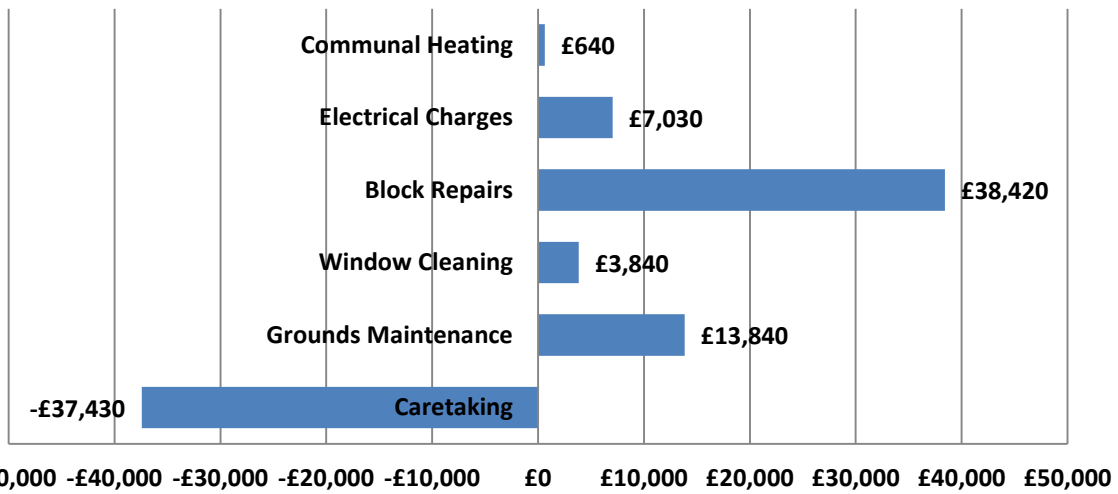 Communal Heating £640
Electrical Charges £7,030
Block Repairs £38,420
Window Cleaning £3,840
Grounds Maintenance £13,840
-£37,430 Caretaking
0,000 -£40,000 -£30,000 -£20,000 -£10,000 £0 £10,000 £20,000 £30,000 £40,000 £50,000